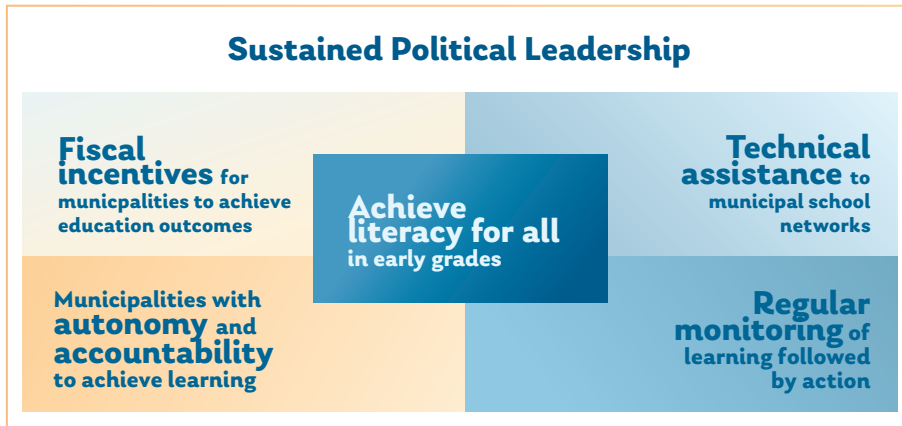 Sustained Political Leadership
Fiscal
incentives for
municpalities to achieve
education outcomes
Technical
assistance to
municipal school
networks
Achieve
literacy for all
in early grades
Municipalities with
autonomy and
accountability
to achieve learning
Regular
monitoring of
learning followed
by action